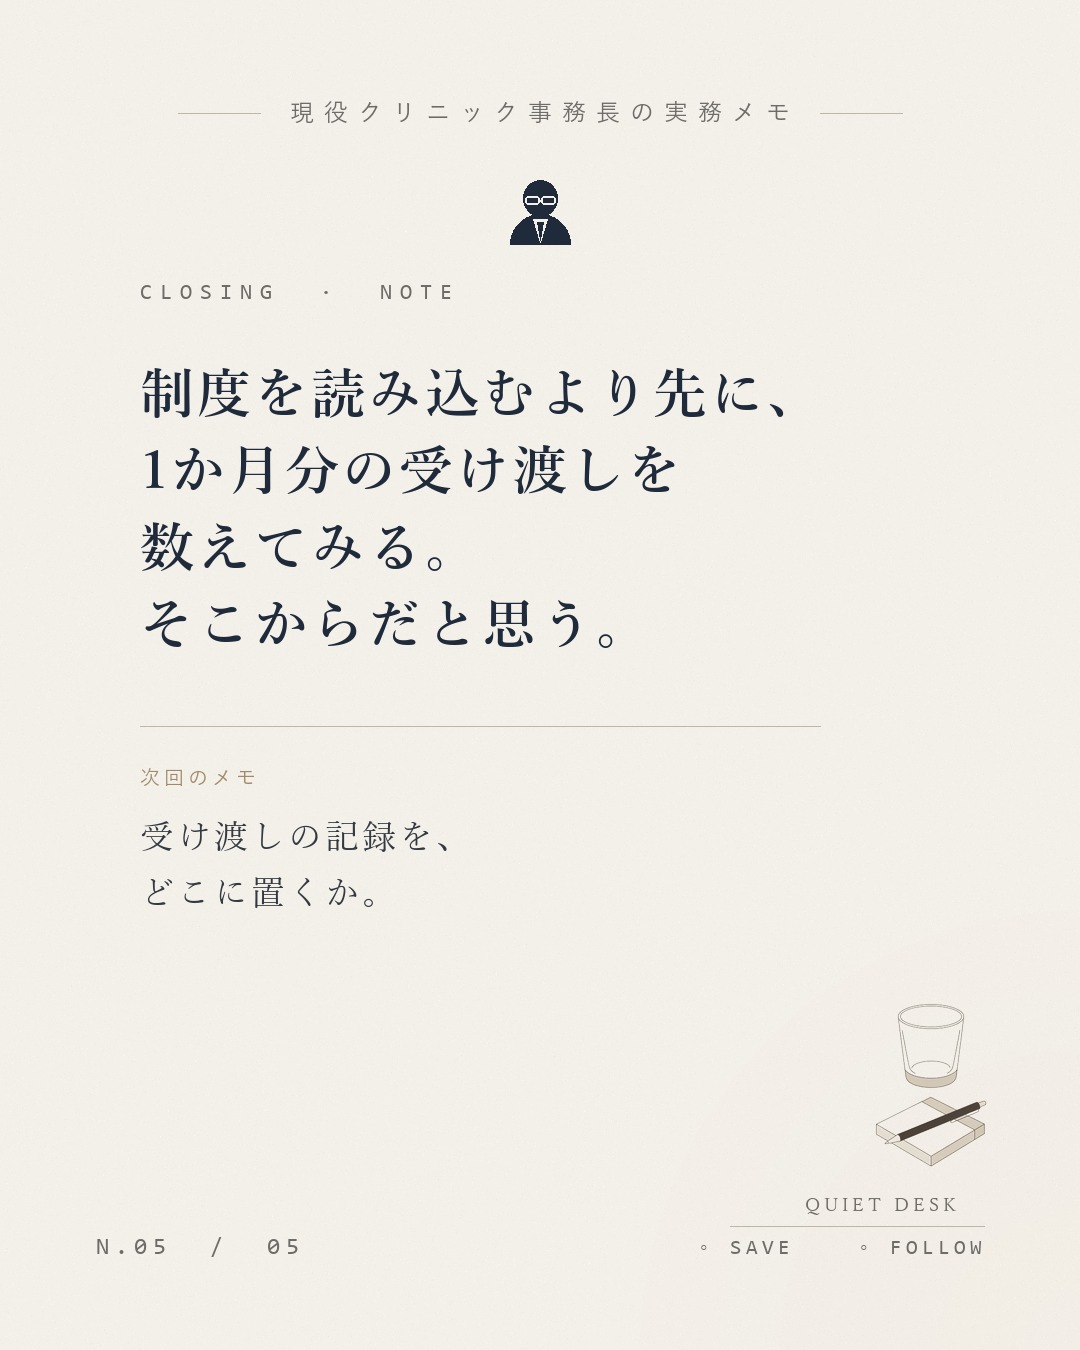 現役クリニック事務長の実務メモ
CLOSING · NOTE
制度を読み込むより先に、
1か月分の受け渡しを
数えてみる。
そこからだと思う。
次回のメモ
受け渡しの記録を、
どこに置くか。
QUIET DESK
N.05 / 05
◦ SAVE ◦ FOLLOW